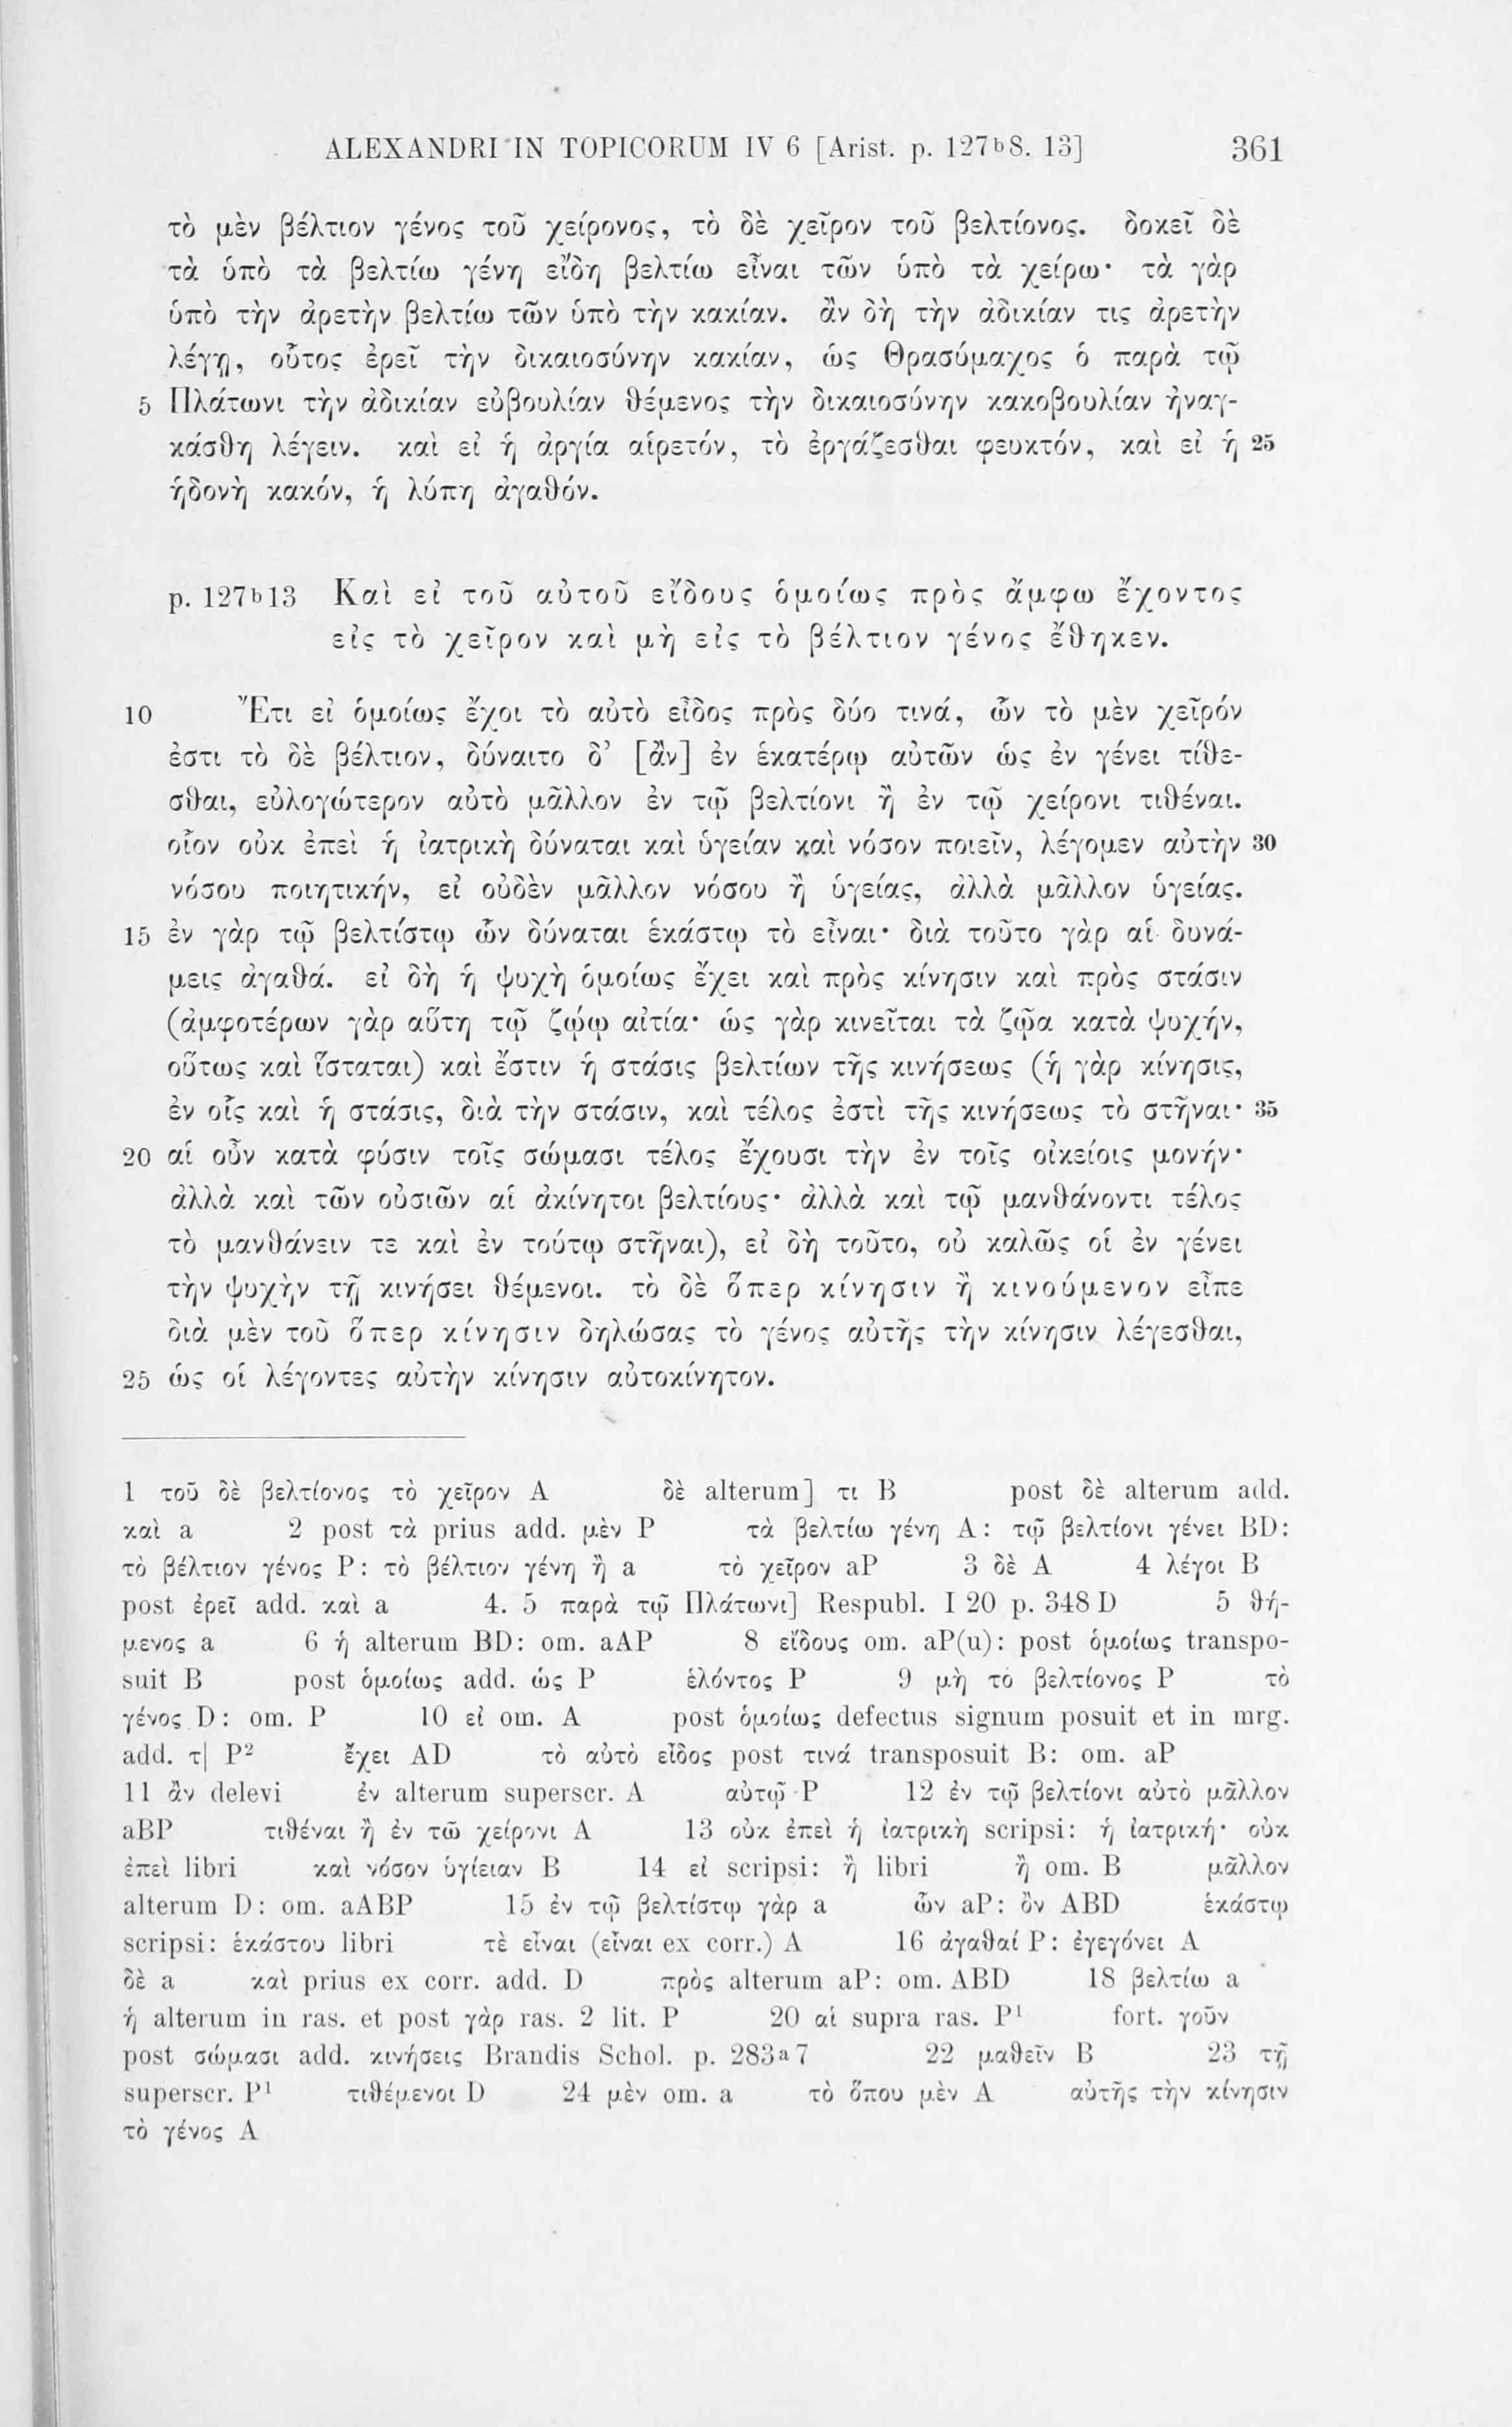 ALEXANDRI IN TOPICORUM IV 6 [Arist. p. 127b8. 13] 361
τὸ μὲν βέλτιον γένος τοῦ χείρονος, τὸ δὲ χεῖρον τοῦ βελτίονος. δοκεῖ δὲ
τὰ ὑπὸ τὰ βελτίω γένη εἴδη βελτίω εἶναι τῶν ὑπὸ τὰ χείρω· τὰ γὰρ
ὑπὸ τὴν ἀρετὴν βελτίω τῶν ὑπὸ τὴν κακίαν. ἂν δὴ τὴν ἀδικίαν τις ἀρετὴν
λέγῃ, οὗτος ἐρεῖ τὴν δικαιοσύνην κακίαν, ὡς Θρασύμαχος ὁ παρὰ τῷ
5 Πλάτωνι τὴν ἀδικίαν εὐβουλίαν θέμενος τὴν δικαιοσύνην κακοβουλίαν ἠναγ-
κάσθη λέγειν. καὶ εἰ ἡ ἀργία αἱρετόν, τὸ ἐργάζεσθαι φευκτόν, καὶ εἰ ἡ 25
ἡδονὴ κακόν, ἡ λύπη ἀγαθόν.
p. 127b13 Καὶ εἰ τοῦ αὐτοῦ εἴδους ὁμοίως πρὸς ἄμφω ἔχοντος
εἰς τὸ χεῖρον καὶ μὴ εἰς τὸ βέλτιον γένος ἔθηκεν.
10 Ἔτι εἰ ὁμοίως ἔχοι τὸ αὐτὸ εἶδος πρὸς δύο τινά, ὧν τὸ μὲν χεῖρόν
ἐστι τὸ δὲ βέλτιον, δύναιτο δ’ [ἂν] ἐν ἑκατέρῳ αὐτῶν ὡς ἐν γένει τίθε-
σθαι, εὐλογώτερον αὐτὸ μᾶλλον ἐν τῷ βελτίονι ἢ ἐν τῷ χείρονι τιθέναι.
οἷον οὐκ ἐπεὶ ἡ ἰατρικὴ δύναται καὶ ὑγείαν καὶ νόσον ποιεῖν, λέγομεν αὐτὴν 30
νόσου ποιητικήν, εἰ οὐδὲν μᾶλλον νόσου ἢ ὑγείας, ἀλλὰ μᾶλλον ὑγείας.
15 ἐν γὰρ τῷ βελτίστῳ ὧν δύναται ἑκάστῳ τὸ εἶναι· διὰ τοῦτο γὰρ αἱ δυνά-
μεις ἀγαθά. εἰ δὴ ἡ ψυχὴ ὁμοίως ἔχει καὶ πρὸς κίνησιν καὶ πρὸς στάσιν
(ἀμφοτέρων γὰρ αὕτη τῷ ζῴῳ αἰτία· ὡς γὰρ κινεῖται τὰ ζῷα κατὰ ψυχήν,
οὕτως καὶ ἵσταται) καὶ ἔστιν ἡ στάσις βελτίων τῆς κινήσεως (ἡ γὰρ κίνησις,
ἐν οἷς καὶ ἡ στάσις, διὰ τὴν στάσιν, καὶ τέλος ἐστὶ τῆς κινήσεως τὸ στῆναι· 35
20 αἱ οὖν κατὰ φύσιν τοῖς σώμασι τέλος ἔχουσι τὴν ἐν τοῖς οἰκείοις μονήν·
ἀλλὰ καὶ τῶν οὐσιῶν αἱ ἀκίνητοι βελτίους· ἀλλὰ καὶ τῷ μανθάνοντι τέλος
τὸ μανθάνειν τε καὶ ἐν τούτῳ στῆναι), εἰ δὴ τοῦτο, οὐ καλῶς οἱ ἐν γένει
τὴν ψυχὴν τῇ κινήσει θέμενοι. τὸ δὲ ὅπερ κίνησιν ἢ κινούμενον εἶπε
διὰ μὲν τοῦ ὅπερ κίνησιν δηλώσας τὸ γένος αὐτῆς τὴν κίνησιν λέγεσθαι,
25 ὡς οἱ λέγοντες αὐτὴν κίνησιν αὐτοκίνητον.
1 τοῦ δὲ βελτίονος τὸ χεῖρον A δὲ alterum] τι B post δὲ alterum add.
καὶ a 2 post τὰ prius add. μὲν P τὰ βελτίω γένη A: τῷ βελτίονι γένει BD:
τὸ βέλτιον γένος P: τὸ βέλτιον γένη ἢ a τὸ χεῖρον aP 3 δὲ A 4 λέγοι B
post ἐρεῖ add. καὶ a 4. 5 παρὰ τῷ Πλάτωνι] Respubl. I 20 p. 348 D 5 θή-
μενος a 6 ἡ alterum BD: om. aAP 8 εἴδους om. aP(u): post ὁμοίως transpo-
suit B post ὁμοίως add. ὡς P ἑλόντος P 9 μὴ τὸ βελτίονος P τὸ
γένος D: om. P 10 εἰ om. A post ὁμοίως defectus signum posuit et in mrg.
add. τ| P² ἔχει AD τὸ αὐτὸ εἶδος post τινά transposuit B: om. aP
11 ἂν delevi ἐν alterum superscr. A αὐτῷ P 12 ἐν τῷ βελτίονι αὐτὸ μᾶλλον
aBP τιθέναι ἢ ἐν τῶ χείρονι A 13 οὐκ ἐπεὶ ἡ ἰατρικὴ scripsi: ἡ ἰατρική· οὐκ
ἐπεὶ libri καὶ νόσον ὑγίειαν B 14 εἰ scripsi: ἢ libri ἢ om. B μᾶλλον
alterum D: om. aABP 15 ἐν τῷ βελτίστῳ γὰρ a ὧν aP: ὃν ABD ἑκάστῳ
scripsi: ἑκάστου libri τὲ εἶναι (εἶναι ex corr.) A 16 ἀγαθαί P: ἐγεγόνει A
δὲ a καὶ prius ex corr. add. D πρὸς alterum aP: om. ABD 18 βελτίω a
ἡ alterum in ras. et post γὰρ ras. 2 lit. P 20 αἱ supra ras. P¹ fort. γοῦν
post σώμασι add. κινήσεις Brandis Schol. p. 283a7 22 μαθεῖν B 23 τῇ
superscr. P¹ τιθέμενοι D 24 μὲν om. a τὸ ὅπου μὲν A αὐτῆς τὴν κίνησιν
τὸ γένος A